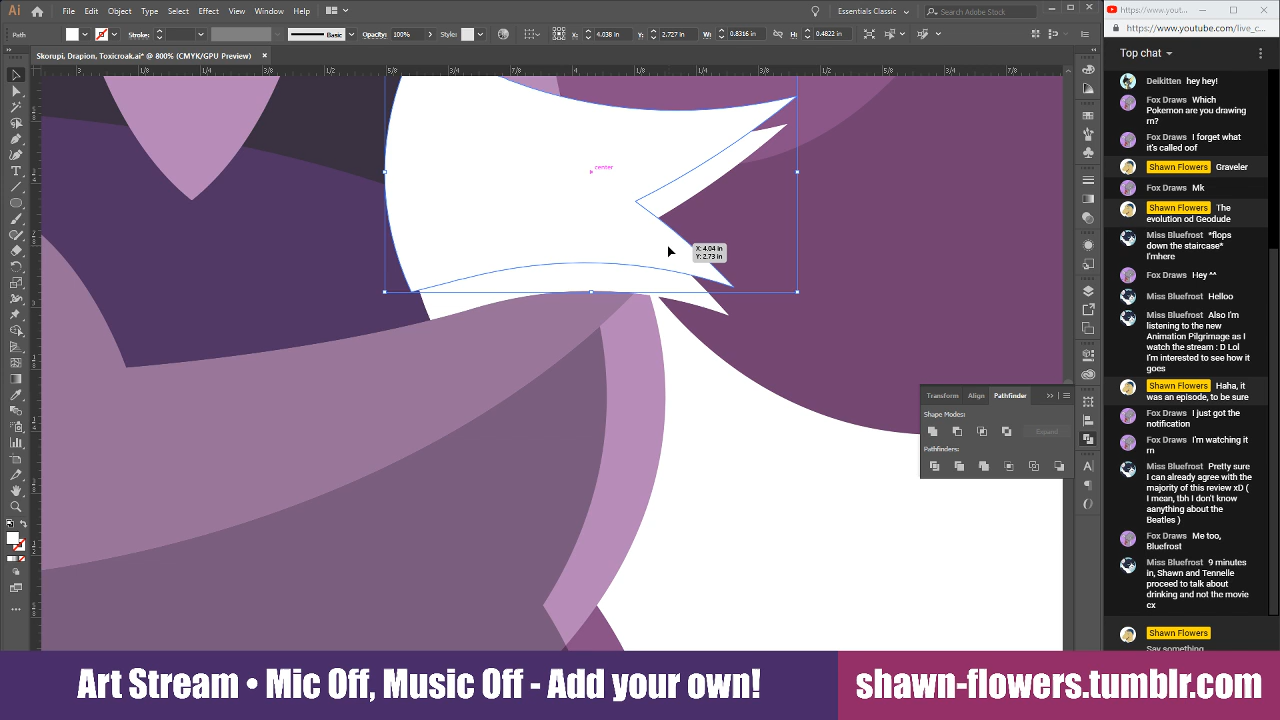 Ai File Edit Object Type Select Effect View Window Help Essentials Classic Search Adobe Stock
Path Stroke: Basic Opacity: 100% Style: X: 4.038 in Y: 2.727 in W: 0.8316 in H: 0.4822 in
Skorupi, Drapion, Toxicroak.ai* @ 800% (CMYK/GPU Preview) ×
center
X: 4.04 in
Y: 2.73 in
Transform Align Pathfinder
Shape Modes:
Expand
Pathfinders:
https://www.yout...
https://www.youtube.com/live_c...
Top chat
Deikitten hey hey!
Fox Draws Which
Pokemon are you drawing
rn?
Fox Draws I forget what
it's called oof
Shawn Flowers Graveler
Fox Draws Mk
Shawn Flowers The
evolution od Geodude
Miss Bluefrost *flops
down the staircase*
I'mhere
Fox Draws Hey ^^
Miss Bluefrost Helloo
Miss Bluefrost Also I'm
listening to the new
Animation Pilgrimage as I
watch the stream : D Lol
I'm interested to see how it
goes
Shawn Flowers Haha, it
was an episode, to be sure
Fox Draws I just got the
notification
Fox Draws I'm watching it
rn
Miss Bluefrost Pretty sure
I can already agree with the
majority of this review xD (
I mean, tbh I don't know
aanything about the
Beatles )
Fox Draws Me too,
Bluefrost
Miss Bluefrost 9 minutes
in, Shawn and Tennelle
proceed to talk about
drinking and not the movie
cx
Shawn Flowers
Say something...
Art Stream • Mic Off, Music Off - Add your own!
shawn-flowers.tumblr.com